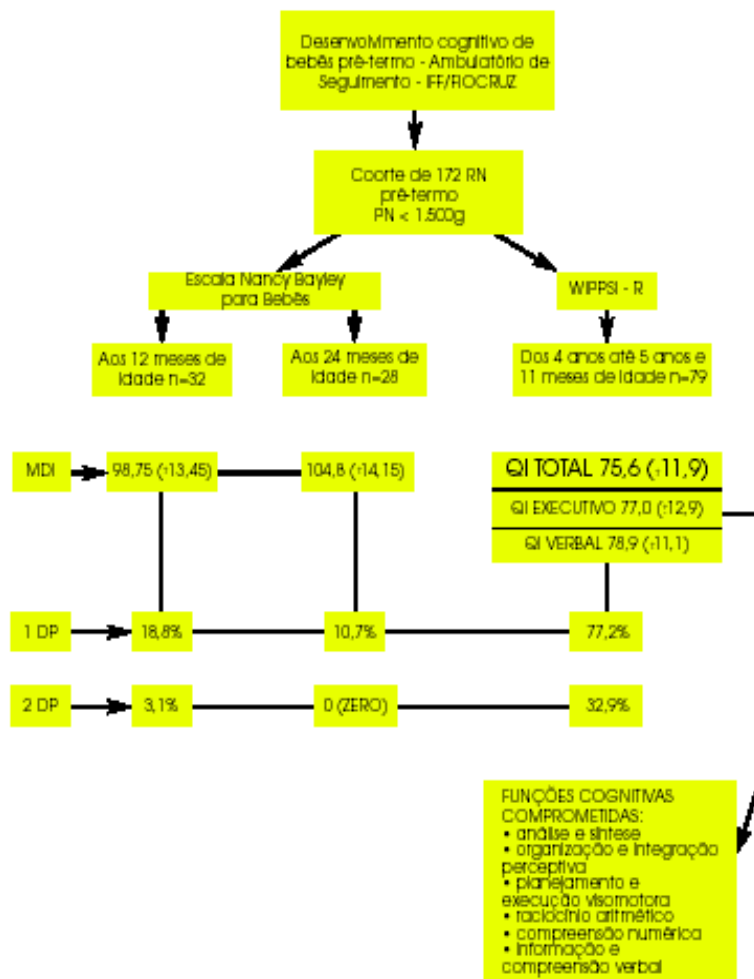 Desenvolvimento cognitivo de
bebês pré-termo - Ambulatório de
Seguimento - IFF/FIOCRUZ
Coorte de 172 RN
pré-termo
PN < 1.500g
Escala Nancy Bayley
para Bebês
WIPPSI - R
Aos 12 meses de
idade n=32
Aos 24 meses de
idade n=28
Dos 4 anos até 5 anos e
11 meses de idade n=79
MDI
98,75 (±13,45)
104,8 (±14,15)
QI TOTAL 75,6 (±11,9)
QI EXECUTIVO 77,0 (±12,9)
QI VERBAL 78,9 (±11,1)
1 DP
18,8%
10,7%
77,2%
2 DP
3,1%
0 (ZERO)
32,9%
FUNÇÕES COGNITIVAS
COMPROMETIDAS:
• análise e síntese
• organização e integração
perceptiva
• planejamento e
execução visomotora
• raciocínio aritmético
• compreensão numérica
• informação e
compreensão verbal